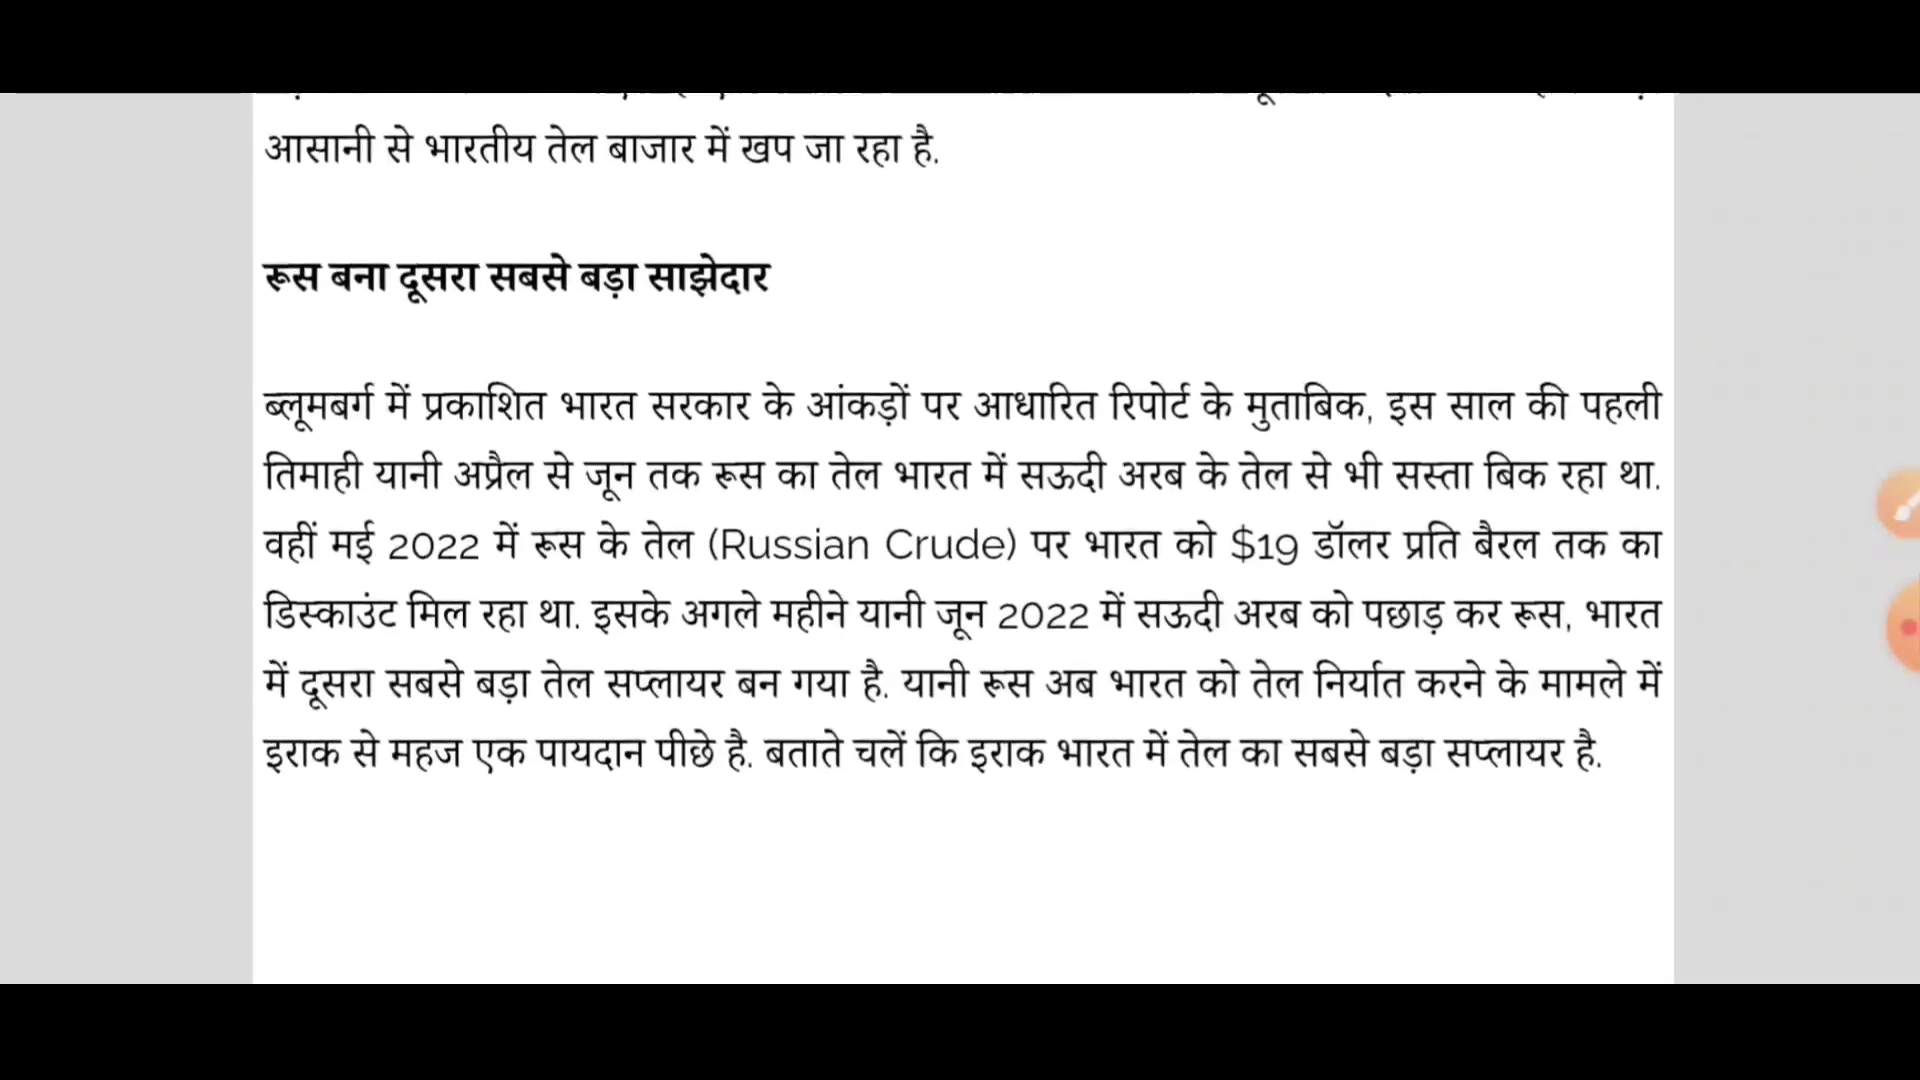 आसानी से भारतीय तेल बाजार में खप जा रहा है.
रूस बना दूसरा सबसे बड़ा साझेदार
ब्लूमबर्ग में प्रकाशित भारत सरकार के आंकड़ों पर आधारित रिपोर्ट के मुताबिक, इस साल की पहली
तिमाही यानी अप्रैल से जून तक रूस का तेल भारत में सऊदी अरब के तेल से भी सस्ता बिक रहा था.
वहीं मई 2022 में रूस के तेल (Russian Crude) पर भारत को $19 डॉलर प्रति बैरल तक का
डिस्काउंट मिल रहा था. इसके अगले महीने यानी जून 2022 में सऊदी अरब को पछाड़ कर रूस, भारत
में दूसरा सबसे बड़ा तेल सप्लायर बन गया है. यानी रूस अब भारत को तेल निर्यात करने के मामले में
इराक से महज एक पायदान पीछे है. बताते चलें कि इराक भारत में तेल का सबसे बड़ा सप्लायर है.